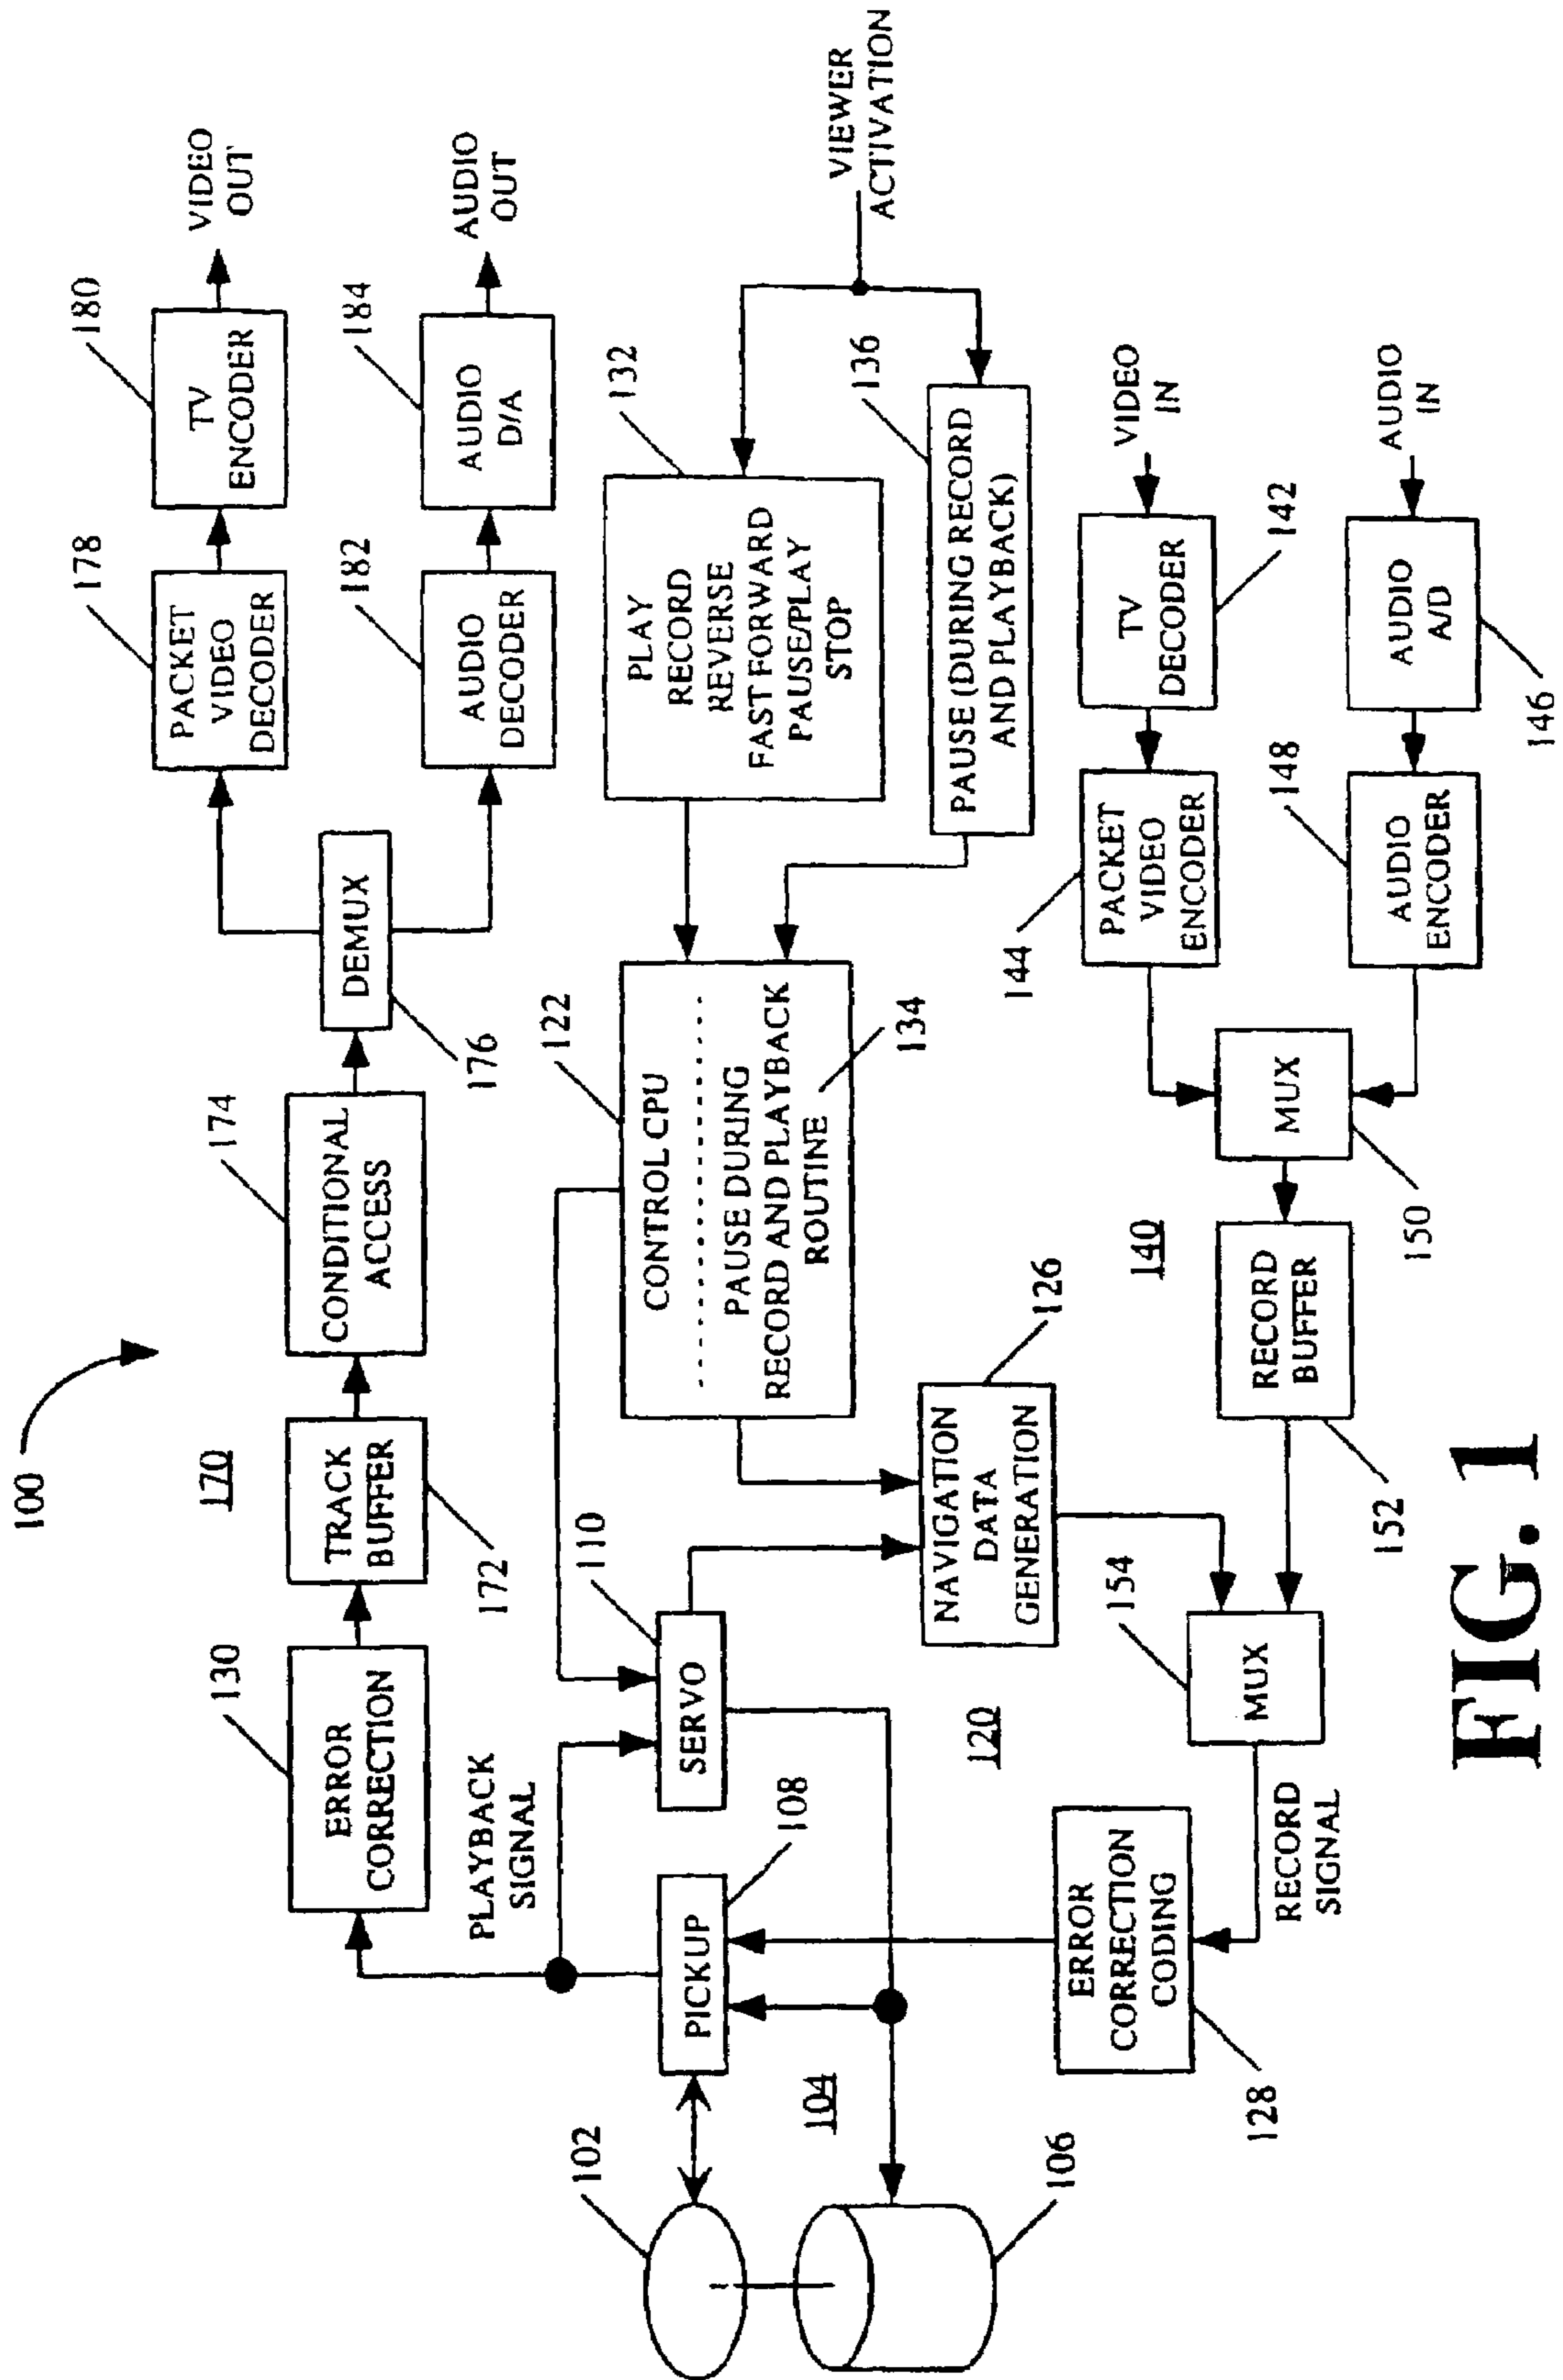 100
130
ERROR
CORRECTION
170
TRACK
BUFFER
172
174
CONDITIONAL
ACCESS
DEMUX
176
178
PACKET
VIDEO
DECODER
180
TV
ENCODER
VIDEO
OUT
182
AUDIO
DECODER
184
AUDIO
D/A
AUDIO
OUT
PLAYBACK
SIGNAL
102
PICKUP
108
104
106
110
SERVO
122
CONTROL CPU
PAUSE DURING
RECORD AND PLAYBACK
ROUTINE
134
132
PLAY
RECORD
REVERSE
FAST FORWARD
PAUSE/PLAY
STOP
VIEWER
ACTIVATION
136
PAUSE (DURING RECORD
AND PLAYBACK)
120
126
NAVIGATION
DATA
GENERATION
128
ERROR
CORRECTION
CODING
RECORD
SIGNAL
154
MUX
140
RECORD
BUFFER
152
MUX
150
144
PACKET
VIDEO
ENCODER
TV
DECODER
142
VIDEO
IN
148
AUDIO
ENCODER
AUDIO
A/D
146
AUDIO
IN
FIG. 1